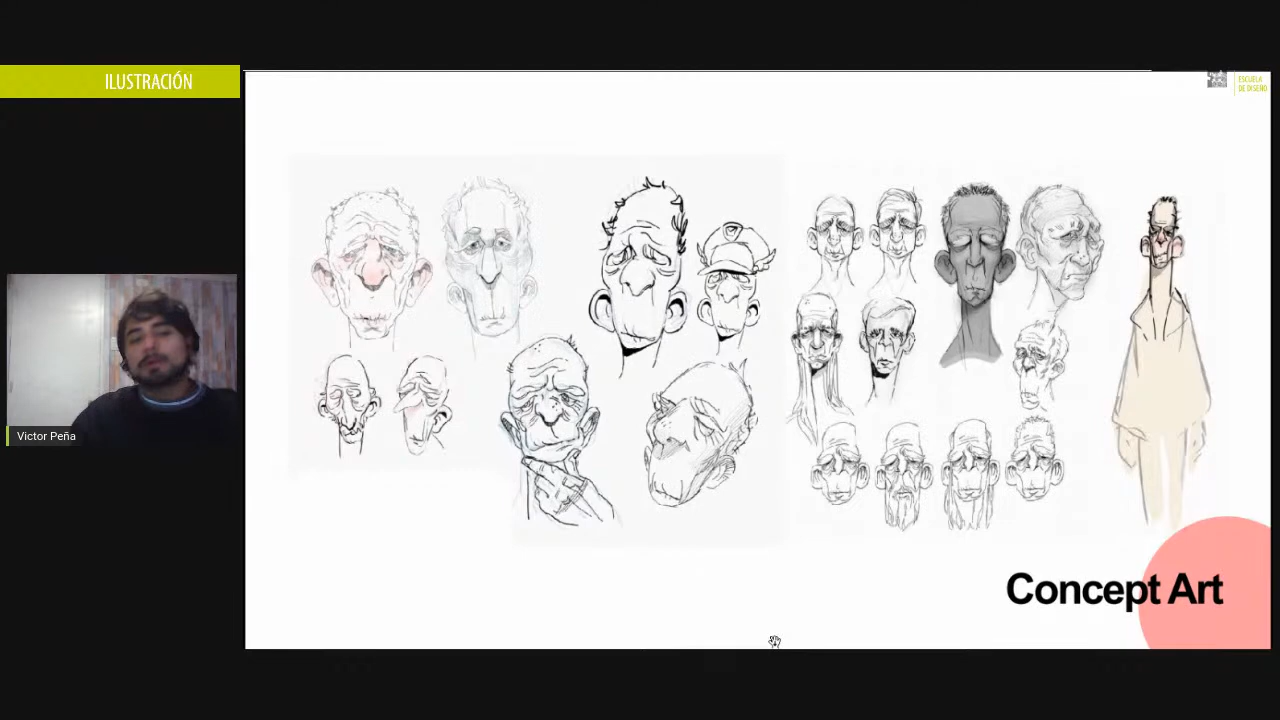 ILUSTRACIÓN
ESCUELA
DE DISEÑO
Victor Peña
Concept Art